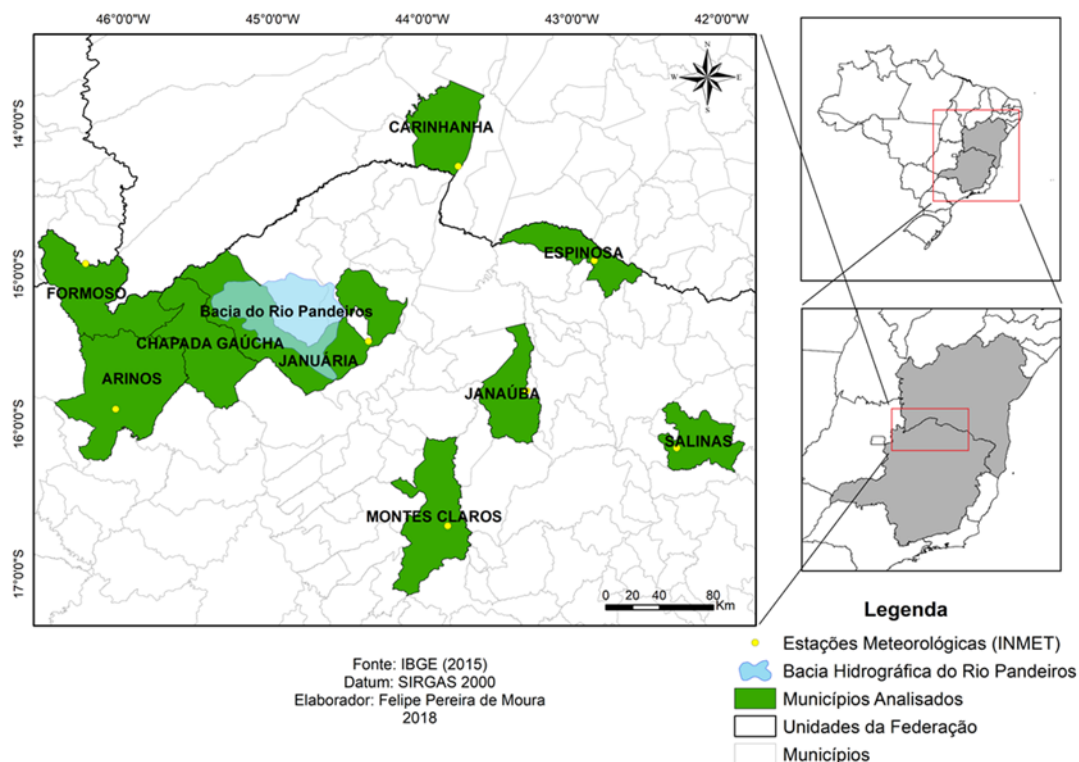 46°0'0"W
45°0'0"W
44°0'0"W
43°0'0"W
42°0'0"W
14°0'0"S
15°0'0"S
16°0'0"S
17°0'0"S
N
W
E
S
CARINHANHA
ESPINOSA
FORMOSO
Bacia do Rio Pandeiros
CHAPADA GAÚCHA
JANUÁRIA
ARINOS
JANAÚBA
SALINAS
MONTES CLAROS
0 20 40 60 80
Km
Fonte: IBGE (2015)
Datum: SIRGAS 2000
Elaborador: Felipe Pereira de Moura
2018
Legenda
Estações Meteorológicas (INMET)
Bacia Hidrográfica do Rio Pandeiros
Municípios Analisados
Unidades da Federação
Municípios